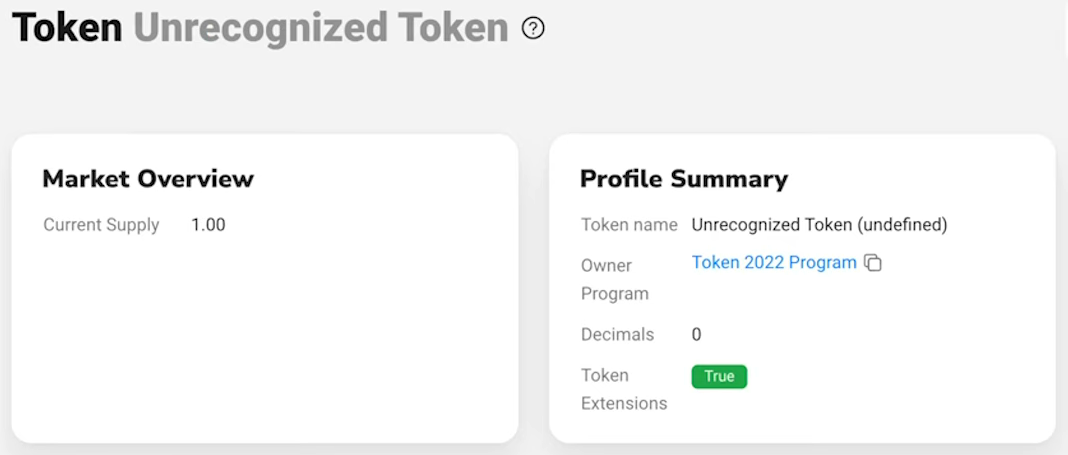 Token Unrecognized Token ?
Market Overview
Current Supply 1.00
Profile Summary
Token name Unrecognized Token (undefined)
Owner Program Token 2022 Program
Decimals 0
Token Extensions True